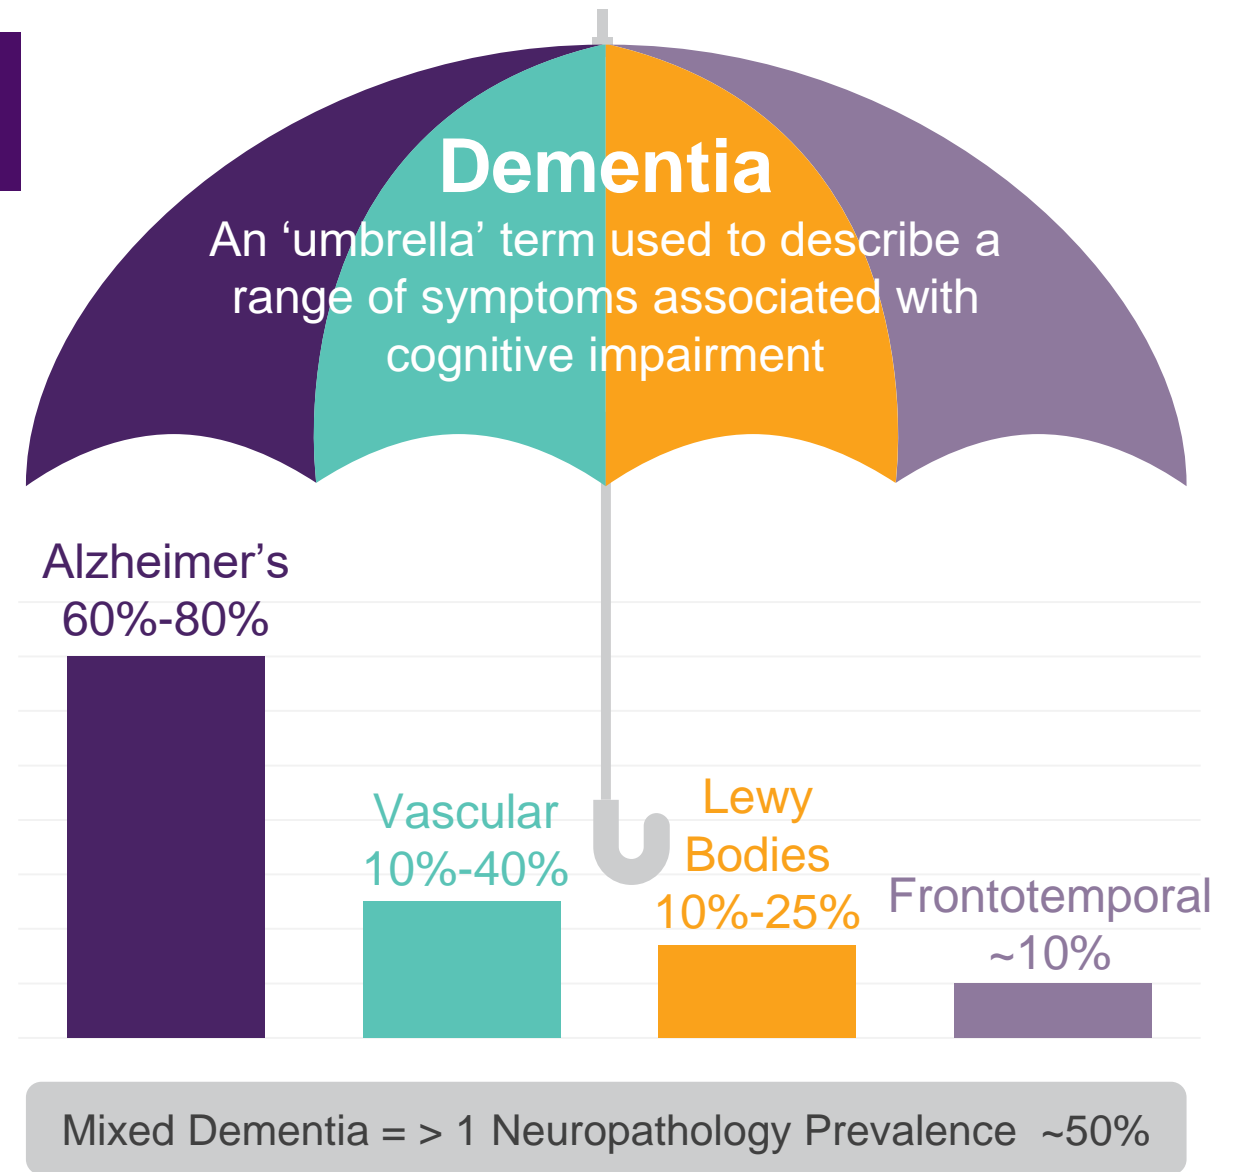 Dementia
An ‘umbrella’ term used to describe a
range of symptoms associated with
cognitive impairment
Alzheimer’s
60%-80%
Vascular
10%-40%
Lewy
Bodies
10%-25%
Frontotemporal
~10%
Mixed Dementia = > 1 Neuropathology Prevalence ~50%